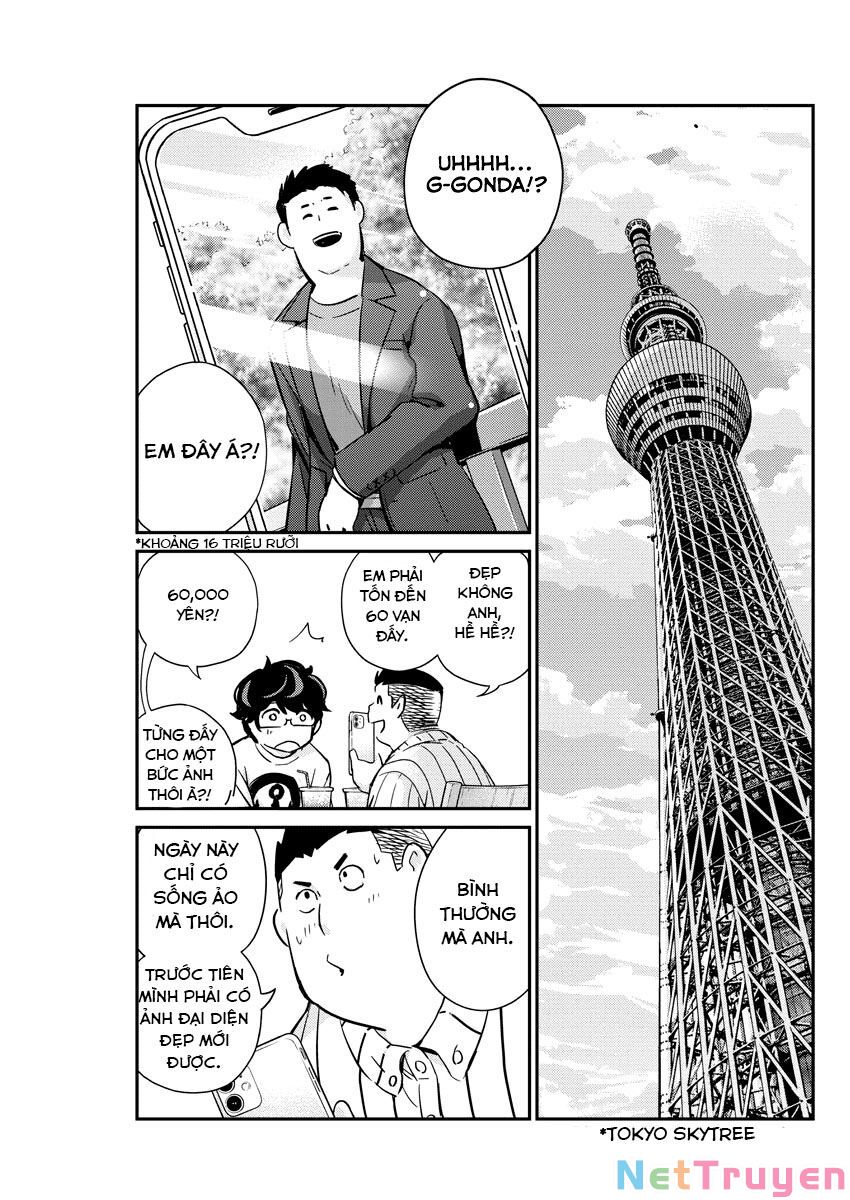 UHHHH...
G-GONDA!?
EM ĐÂY Á?!
*TOKYO SKYTREE
*KHOẢNG 16 TRIỆU RƯỠI
ĐẸP
KHÔNG
ANH,
HỀ HỀ?!
EM PHẢI
TỐN ĐẾN
60 VẠN
ĐẤY.
60,000
YÊN?!
TỪNG ĐẤY
CHO MỘT
BỨC ẢNH
THÔI À?!
BÌNH
THƯỜNG
MÀ ANH.
NGÀY NÀY
CHỈ CÓ
SỐNG ẢO
MÀ THÔI.
TRƯỚC TIÊN
MÌNH PHẢI CÓ
ẢNH ĐẠI DIỆN
ĐẸP MỚI
ĐƯỢC.
NetTruyen